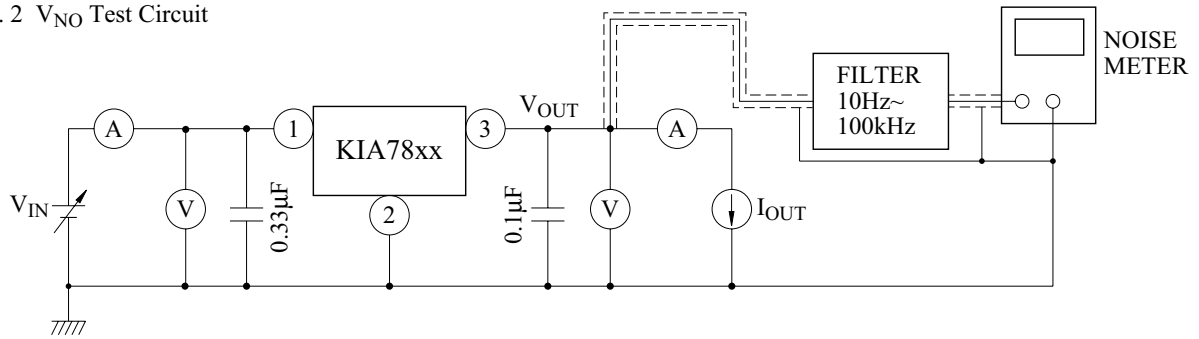 . 2 V_NO Test Circuit
NOISE
METER
FILTER
10Hz~
100kHz
V_OUT
A
1
KIA78xx
3
A
V_IN
V
0.33µF
2
0.1µF
V
I_OUT